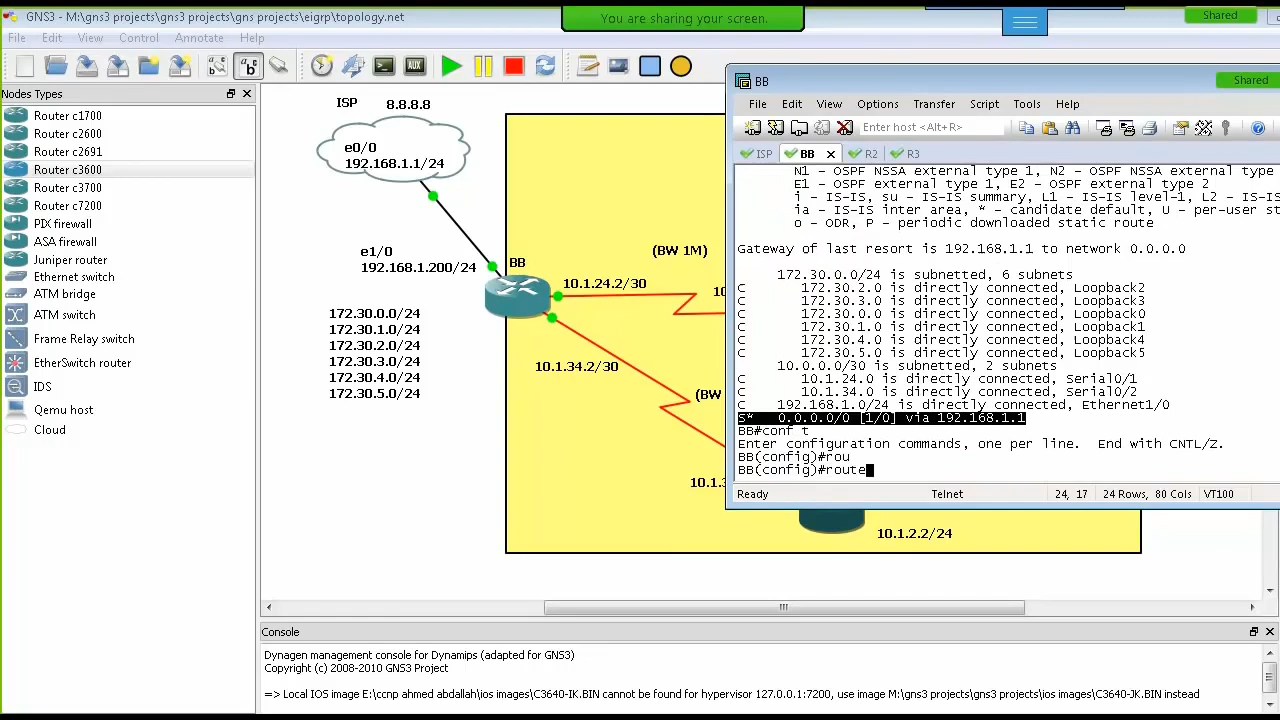 GNS3 - M:\gns3 projects\gns3 projects\gns projects\eigrp\topology.net
You are sharing your screen.
Shared
File Edit View Control Annotate Help
Nodes Types
Router c1700
Router c2600
Router c2691
Router c3600
Router c3700
Router c7200
PIX firewall
ASA firewall
Juniper router
Ethernet switch
ATM bridge
ATM switch
Frame Relay switch
EtherSwitch router
IDS
Qemu host
Cloud
ISP 8.8.8.8
e0/0
192.168.1.1/24
e1/0
192.168.1.200/24
BB
172.30.0.0/24
172.30.1.0/24
172.30.2.0/24
172.30.3.0/24
172.30.4.0/24
172.30.5.0/24
(BW 1M)
10.1.24.2/30
10.1.34.2/30
(BW
10.1.3
10.1.2.2/24
BB
Shared
File Edit View Options Transfer Script Tools Help
Enter host <Alt+R>
ISP BB R2 R3
N1 - OSPF NSSA external type 1, N2 - OSPF NSSA exte
E1 - OSPF external type 1, E2 - OSPF external type 2
i - IS-IS, su - IS-IS summary, L1 - IS-IS level-1, L2 - IS-IS
ia - IS-IS inter area, * - candidate default, U - per-user st
o - ODR, P - periodic downloaded static route
Gateway of last resort is 192.168.1.1 to network 0.0.0.0
172.30.0.0/24 is subnetted, 6 subnets
C 172.30.2.0 is directly connected, Loopback2
C 172.30.3.0 is directly connected, Loopback3
C 172.30.0.0 is directly connected, Loopback0
C 172.30.1.0 is directly connected, Loopback1
C 172.30.4.0 is directly connected, Loopback4
C 172.30.5.0 is directly connected, Loopback5
10.0.0.0/30 is subnetted, 2 subnets
C 10.1.24.0 is directly connected, Serial0/1
C 10.1.34.0 is directly connected, Serial0/2
C 192.168.1.0/24 is directly connected, Ethernet1/0
S* 0.0.0.0/0 [1/0] via 192.168.1.1
BB#conf t
Enter configuration commands, one per line. End with CNTL/Z.
BB(config)#rou
BB(config)#route
Ready Telnet 24, 17 24 Rows, 80 Cols VT100
Console
Dynagen management console for Dynamips (adapted for GNS3)
Copyright (c) 2008-2010 GNS3 Project
=> Local IOS image E:\ccnp ahmed abdallah\ios images\C3640-IK.BIN cannot be found for hypervisor 127.0.0.1:7200, use image M:\gns3 projects\gns3 projects\ios images\C3640-JK.BIN instead